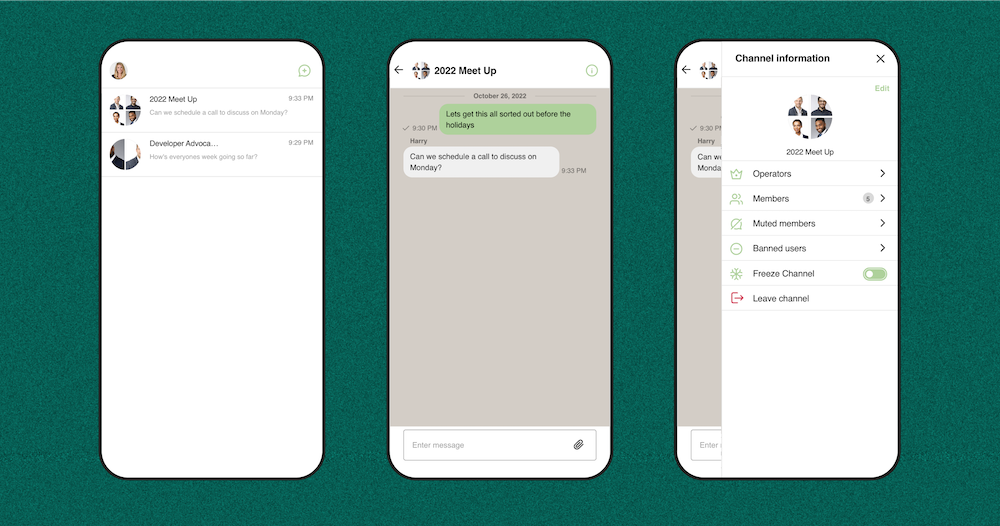 2022 Meet Up
9:33 PM
Can we schedule a call to discuss on Monday?
Developer Advoca...
9:29 PM
How's everyones week going so far?
2022 Meet Up
October 26, 2022
Lets get this all sorted out before the
holidays
9:30 PM
Harry
Can we schedule a call to discuss on
Monday?
9:33 PM
Enter message
9:30 PM
Harry
Can we
Monda
Enter
Channel information
Edit
2022 Meet Up
Operators
Members
Muted members
Banned users
Freeze Channel
Leave channel